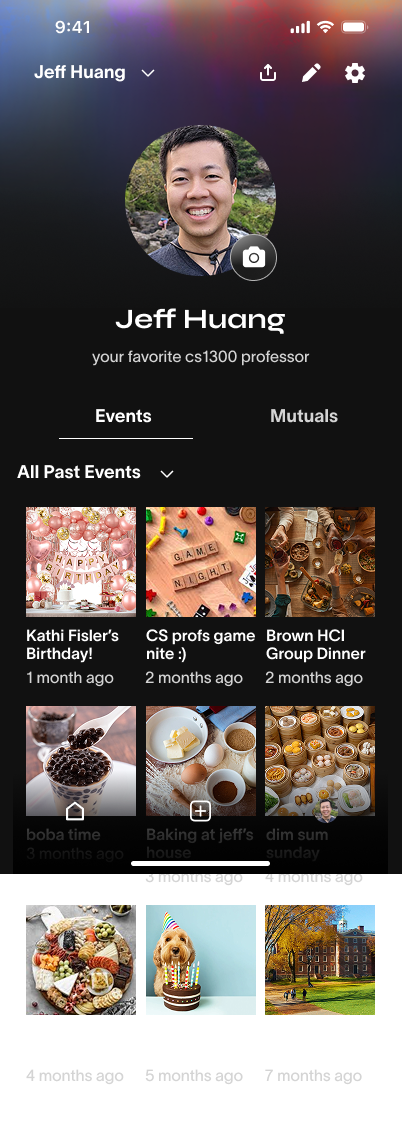 9:41
Jeff Huang
Jeff Huang
your favorite cs1300 professor
Events Mutuals
All Past Events
HAPPY
BIRTHDAY
GAME
NIGHT
Kathi Fisler's
Birthday!
1 month ago
CS profs game
nite :)
2 months ago
Brown HCI
Group Dinner
2 months ago
boba time
3 months ago
Baking at jeff's
house
3 months ago
dim sum
sunday
4 months ago
4 months ago
5 months ago
7 months ago